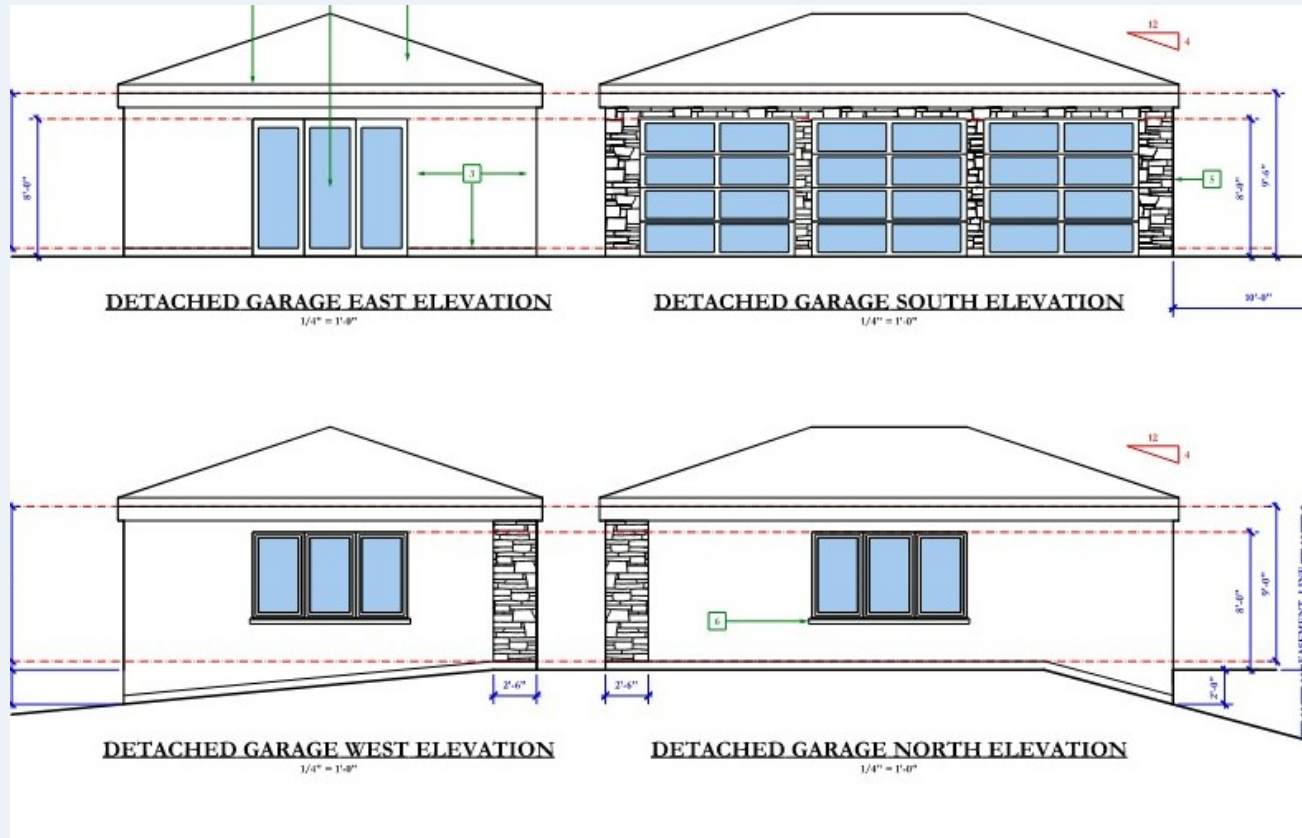 12
4
8'-0"
3
5
8'-0"
9'-6"
DETACHED GARAGE EAST ELEVATION
1/4" = 1'-0"
DETACHED GARAGE SOUTH ELEVATION
1/4" = 1'-0"
10'-0"
12
4
6
8'-0"
9'-0"
2'-6"
2'-6"
2'-0"
DETACHED GARAGE WEST ELEVATION
1/4" = 1'-0"
DETACHED GARAGE NORTH ELEVATION
1/4" = 1'-0"